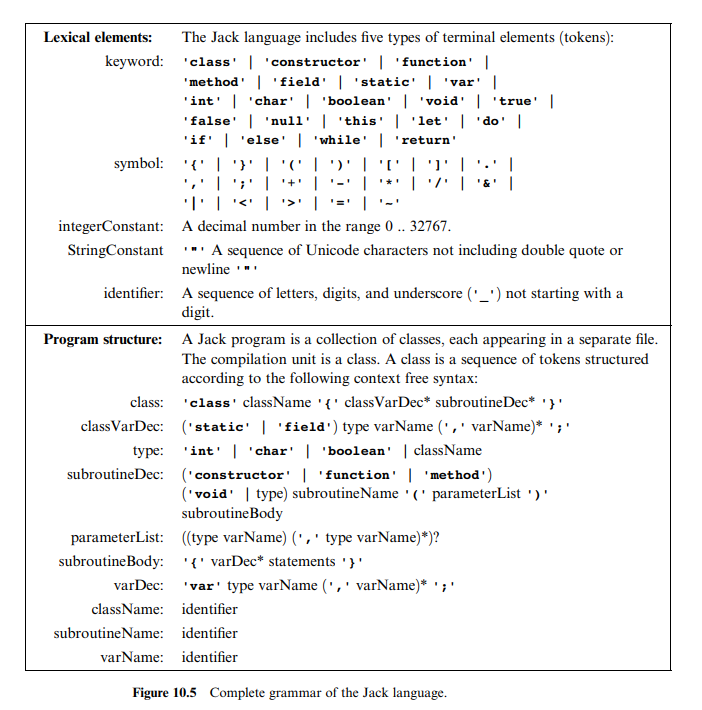 Lexical elements: The Jack language includes five types of terminal elements (tokens):
keyword: 'class' | 'constructor' | 'function' |
'method' | 'field' | 'static' | 'var' |
'int' | 'char' | 'boolean' | 'void' | 'true' |
'false' | 'null' | 'this' | 'let' | 'do' |
'if' | 'else' | 'while' | 'return'
symbol: '{' | '}' | '(' | ')' | '[' | ']' | '.' |
',' | ';' | '+' | '-' | '*' | '/' | '&' |
'|' | '<' | '>' | '=' | '~'
integerConstant: A decimal number in the range 0 .. 32767.
StringConstant '"' A sequence of Unicode characters not including double quote or
newline '"'
identifier: A sequence of letters, digits, and underscore ('_') not starting with a
digit.
Program structure: A Jack program is a collection of classes, each appearing in a separate file.
The compilation unit is a class. A class is a sequence of tokens structured
according to the following context free syntax:
class: 'class' className '{' classVarDec* subroutineDec* '}'
classVarDec: ('static' | 'field') type varName (',' varName)* ';'
type: 'int' | 'char' | 'boolean' | className
subroutineDec: ('constructor' | 'function' | 'method')
('void' | type) subroutineName '(' parameterList ')'
subroutineBody
parameterList: ((type varName) (',' type varName)*)?
subroutineBody: '{' varDec* statements '}'
varDec: 'var' type varName (',' varName)* ';'
className: identifier
subroutineName: identifier
varName: identifier
Figure 10.5 Complete grammar of the Jack language.